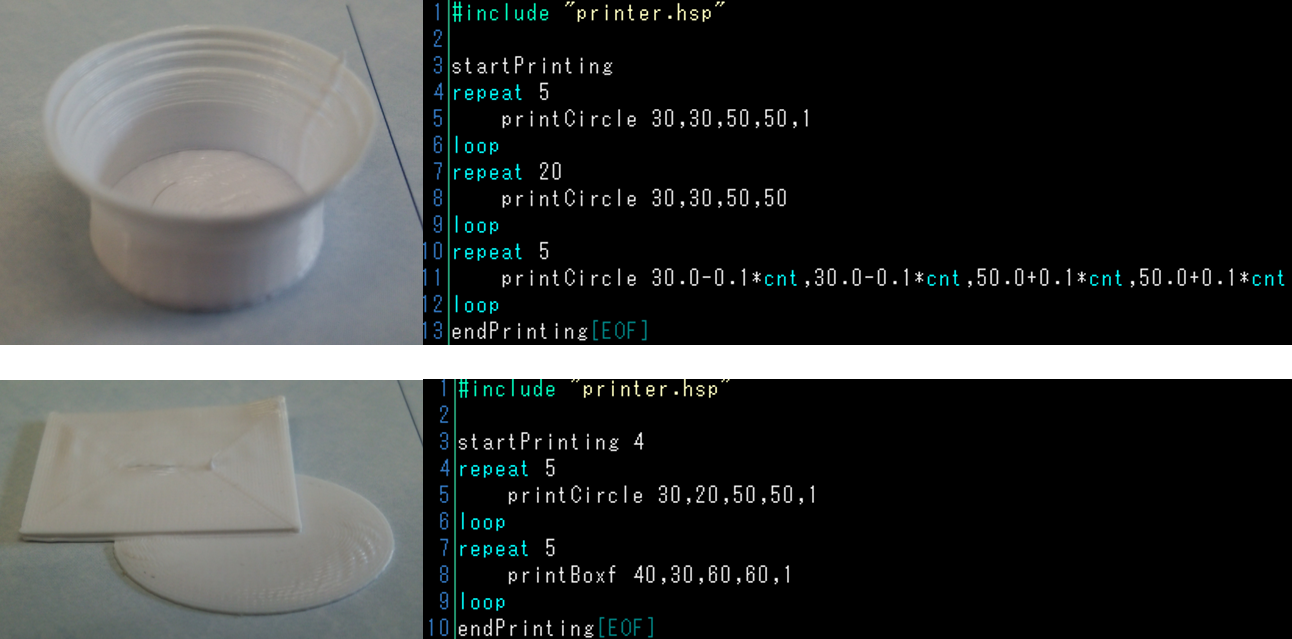 1 #include "printer.hsp"
2
3 startPrinting
4 repeat 5
5 printCircle 30,30,50,50,1
6 loop
7 repeat 20
8 printCircle 30,30,50,50
9 loop
10 repeat 5
11 printCircle 30.0-0.1*cnt,30.0-0.1*cnt,50.0+0.1*cnt,50.0+0.1*cnt
12 loop
13 endPrinting[EOF]
1 #include "printer.hsp"
2
3 startPrinting 4
4 repeat 5
5 printCircle 30,20,50,50,1
6 loop
7 repeat 5
8 printBoxf 40,30,60,60,1
9 loop
10 endPrinting[EOF]